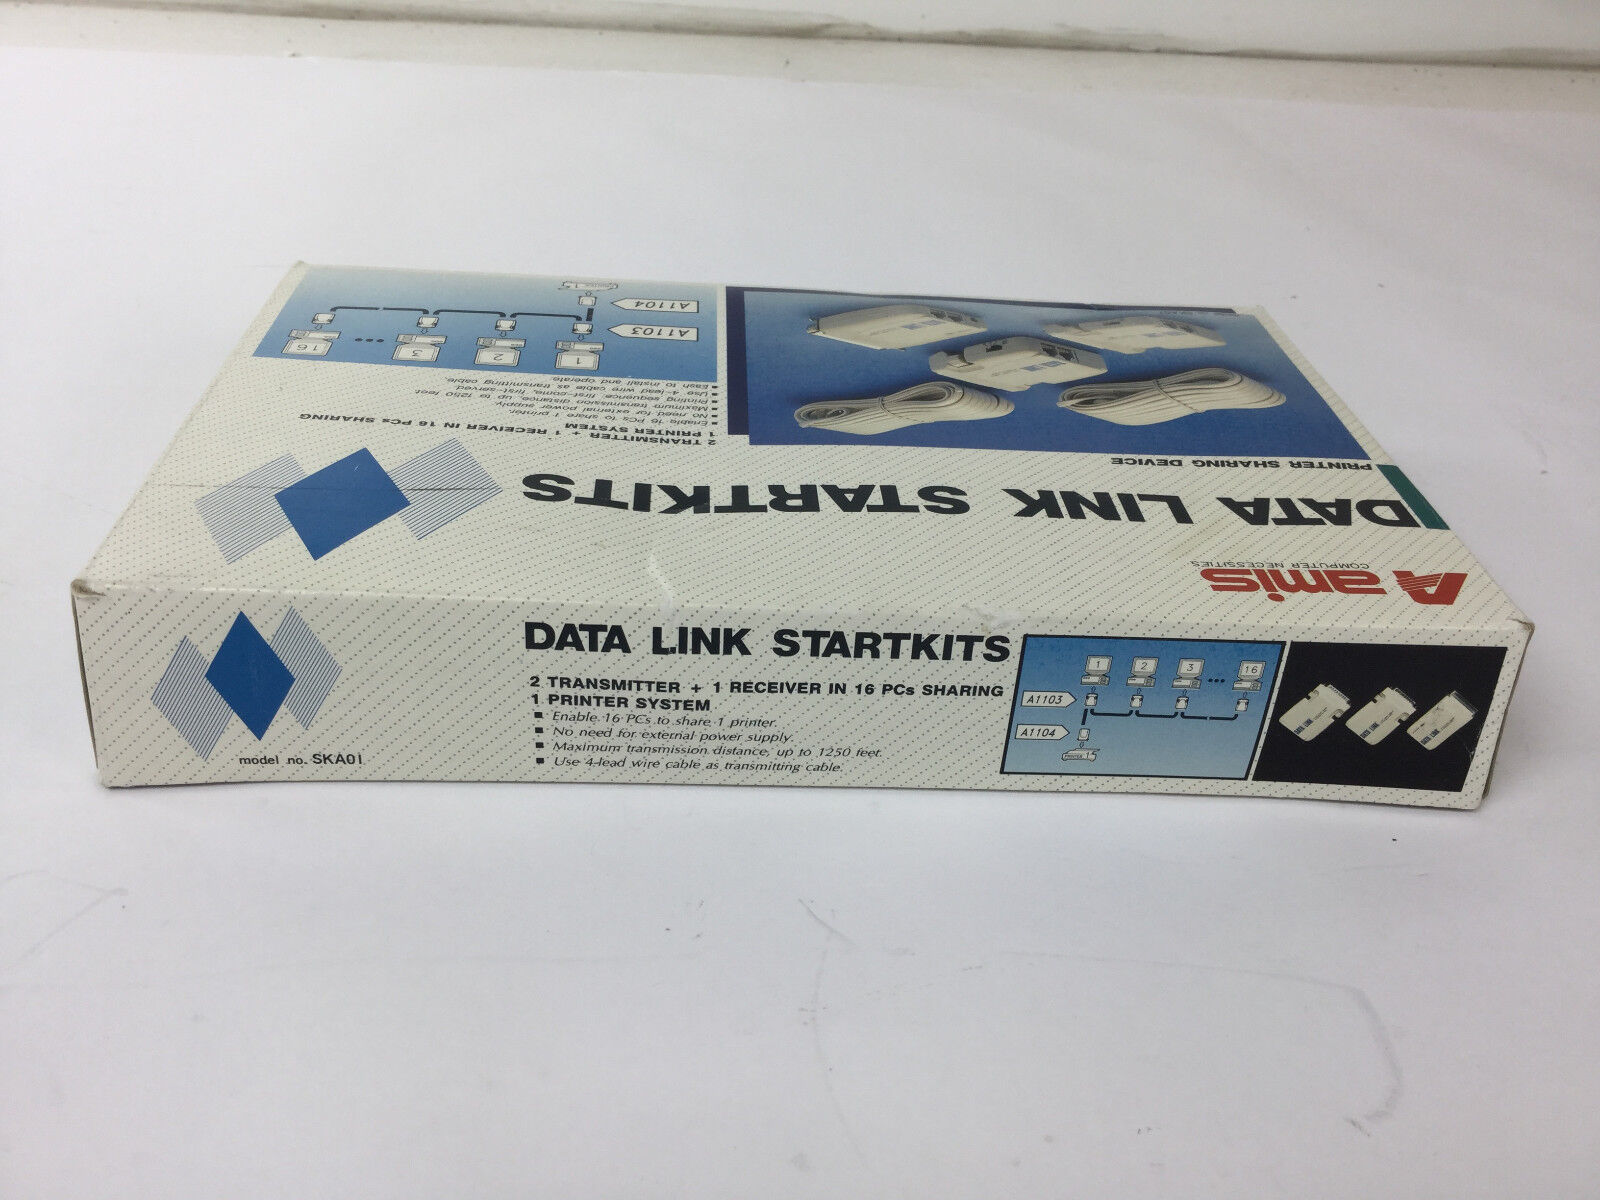 A amis
COMPUTER NECESSITIES
DATA LINK STARTKITS
PRINTER SHARING DEVICE
2 TRANSMITTER + 1 RECEIVER IN 16 PCs SHARING
1 PRINTER SYSTEM
■ Enable 16 PCs to share 1 printer.
■ No need for external power supply.
■ Maximum transmission distance, up to 1250 feet.
■ Printing sequence: first-come, first-served.
■ Use 4 lead wire cable as transmitting cable.
■ Eash to install and operate.
1 2 3 ••• 16
A1103
A1104
DATA LINK STARTKITS
2 TRANSMITTER + 1 RECEIVER IN 16 PCs SHARING
1 PRINTER SYSTEM
■ Enable 16 PCs to share 1 printer.
■ No need for external power supply.
■ Maximum transmission distance, up to 1250 feet.
■ Use 4-lead wire cable as transmitting cable.
model no. SKA01
1 2 3 ••• 16
A1103
A1104